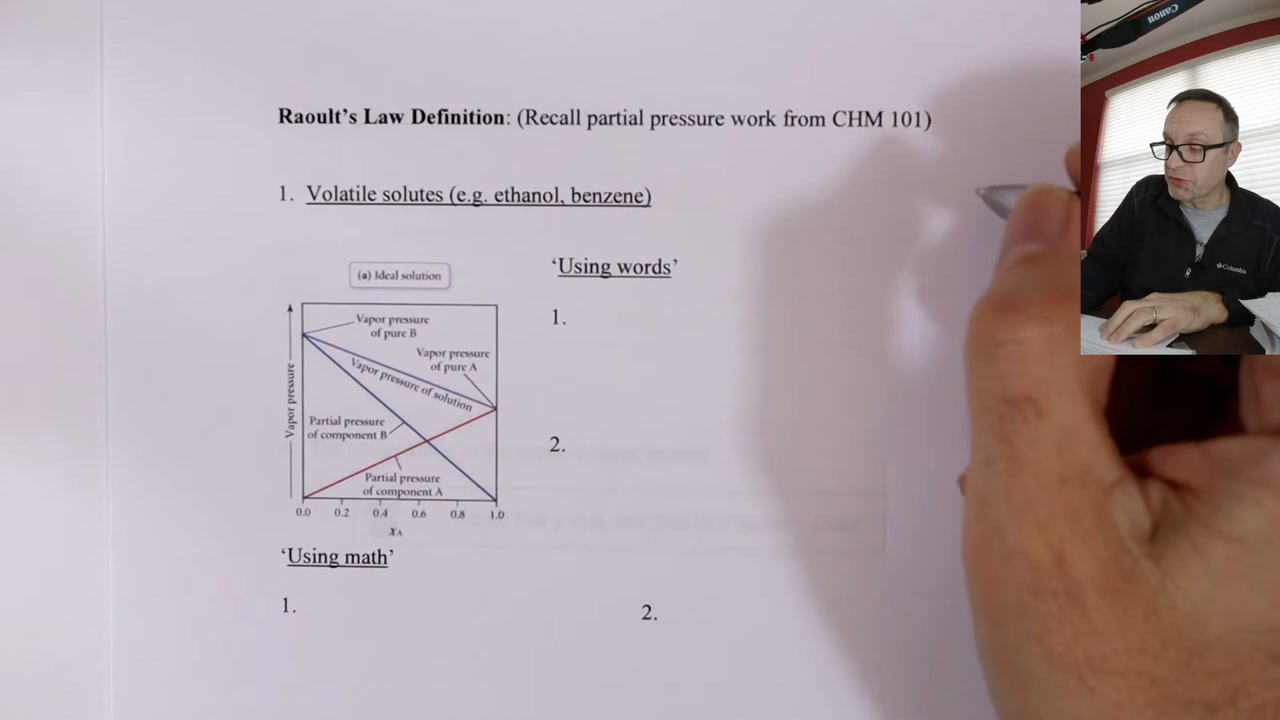 Raoult's Law Definition: (Recall partial pressure work from CHM 101)
1. Volatile solutes (e.g. ethanol, benzene)
(a) Ideal solution
Vapor pressure
of pure B
Vapor pressure
of pure A
Vapor pressure of solution
Partial pressure
of component B
Partial pressure
of component A
Vapor pressure
0.0 0.2 0.4 0.6 0.8 1.0
XA
'Using words'
1.
2.
'Using math'
1.
2.
Canon
Columbia